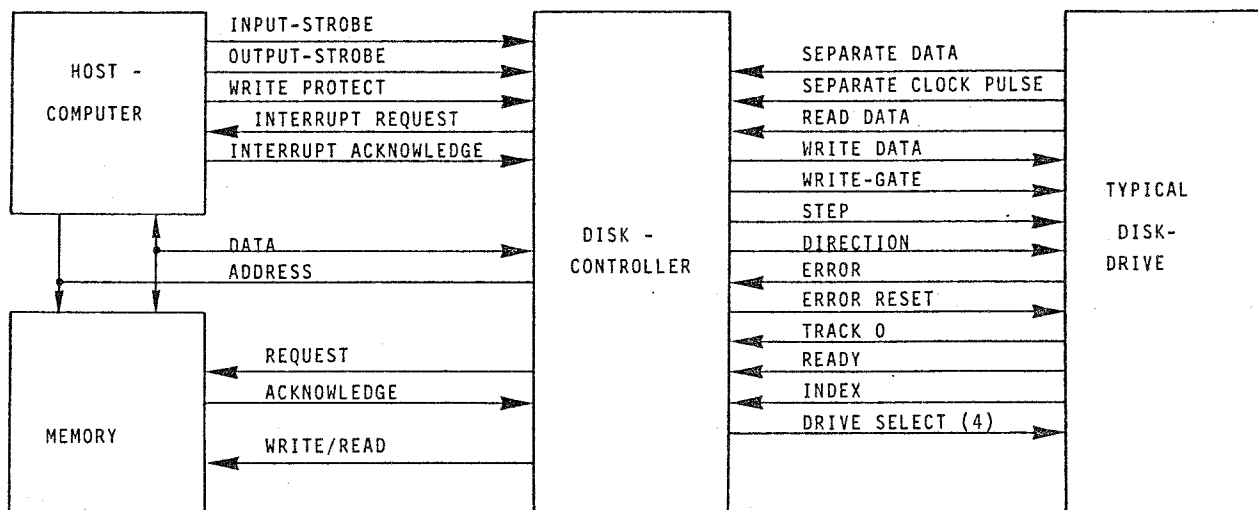 HOST -
COMPUTER
INPUT-STROBE
OUTPUT-STROBE
WRITE PROTECT
INTERRUPT REQUEST
INTERRUPT ACKNOWLEDGE
DATA
ADDRESS
MEMORY
REQUEST
ACKNOWLEDGE
WRITE/READ
DISK -
CONTROLLER
SEPARATE DATA
SEPARATE CLOCK PULSE
READ DATA
WRITE DATA
WRITE-GATE
STEP
DIRECTION
ERROR
ERROR RESET
TRACK 0
READY
INDEX
DRIVE SELECT (4)
TYPICAL
DISK-
DRIVE